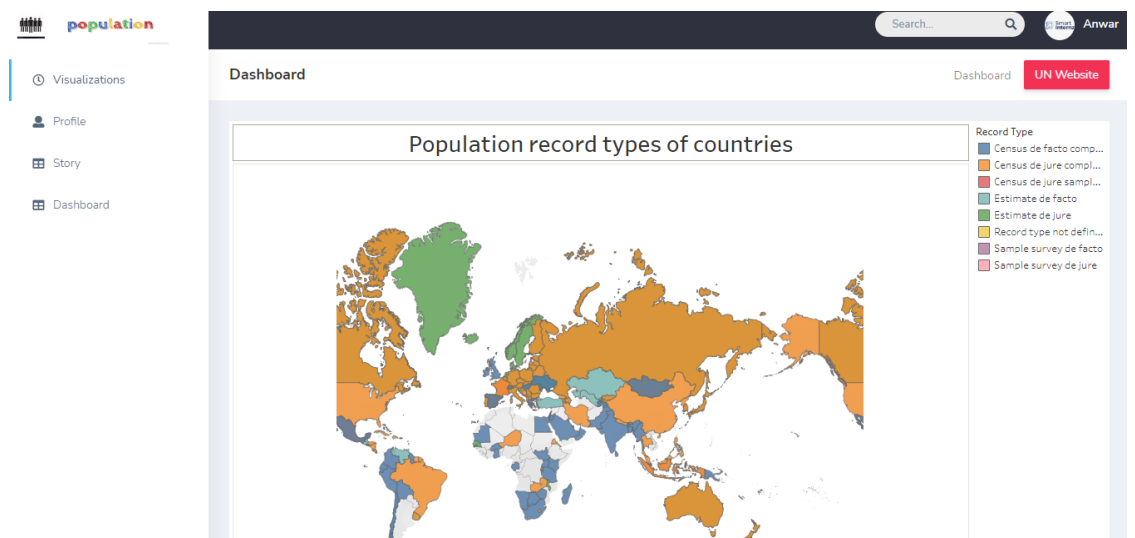 population
Search...
Anwar
Visualizations
Profile
Story
Dashboard
Dashboard
Dashboard
UN Website
Population record types of countries
Record Type
Census de facto comp...
Census de jure compl...
Census de jure sampl...
Estimate de facto
Estimate de jure
Record type not defin...
Sample survey de facto
Sample survey de jure